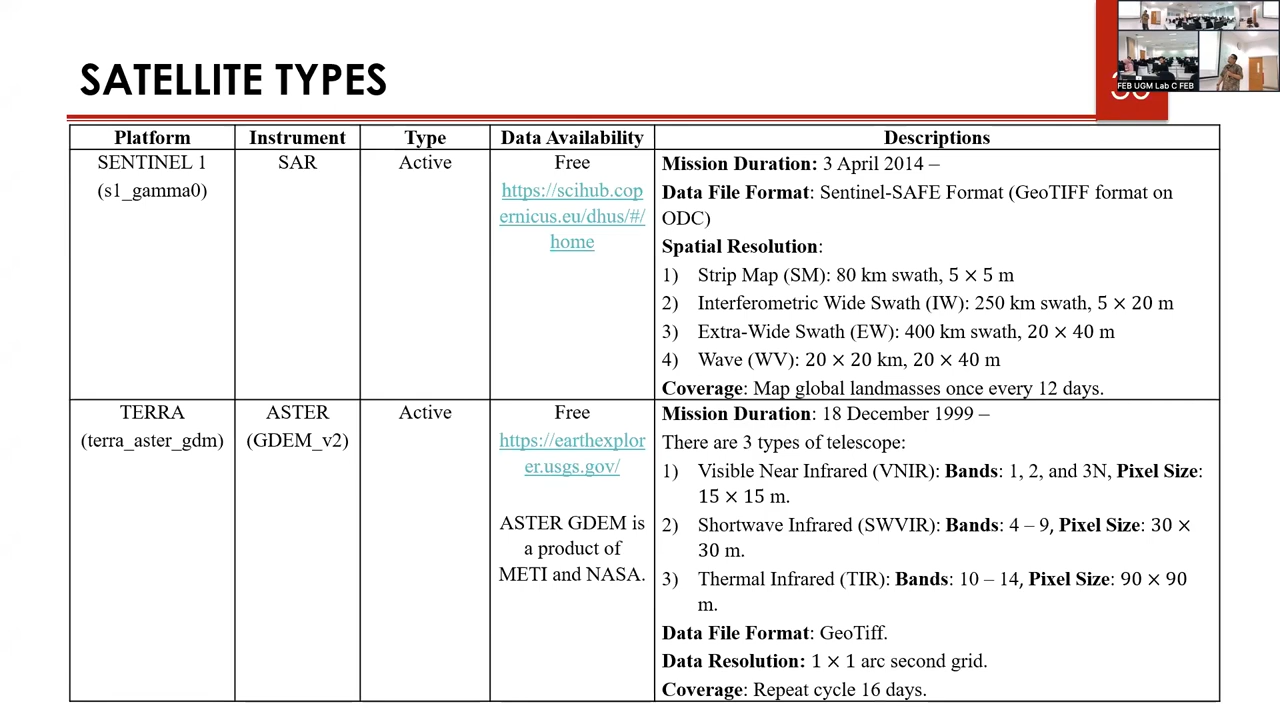 SATELLITE TYPES
FEB UGM Lab C FEB
Platform Instrument Type Data Availability Descriptions
SENTINEL 1
(s1_gamma0)
SAR
Active
Free
https://scihub.cop
ernicus.eu/dhus/#/
home
Mission Duration: 3 April 2014 –
Data File Format: Sentinel-SAFE Format (GeoTIFF format on
ODC)
Spatial Resolution:
1) Strip Map (SM): 80 km swath, 5 × 5 m
2) Interferometric Wide Swath (IW): 250 km swath, 5 × 20 m
3) Extra-Wide Swath (EW): 400 km swath, 20 × 40 m
4) Wave (WV): 20 × 20 km, 20 × 40 m
Coverage: Map global landmasses once every 12 days.
TERRA
(terra_aster_gdm)
ASTER
(GDEM_v2)
Active
Free
https://earthexplor
er.usgs.gov/
ASTER GDEM is
a product of
METI and NASA.
Mission Duration: 18 December 1999 –
There are 3 types of telescope:
1) Visible Near Infrared (VNIR): Bands: 1, 2, and 3N, Pixel Size:
15 × 15 m.
2) Shortwave Infrared (SWVIR): Bands: 4 – 9, Pixel Size: 30 ×
30 m.
3) Thermal Infrared (TIR): Bands: 10 – 14, Pixel Size: 90 × 90
m.
Data File Format: GeoTiff.
Data Resolution: 1 × 1 arc second grid.
Coverage: Repeat cycle 16 days.